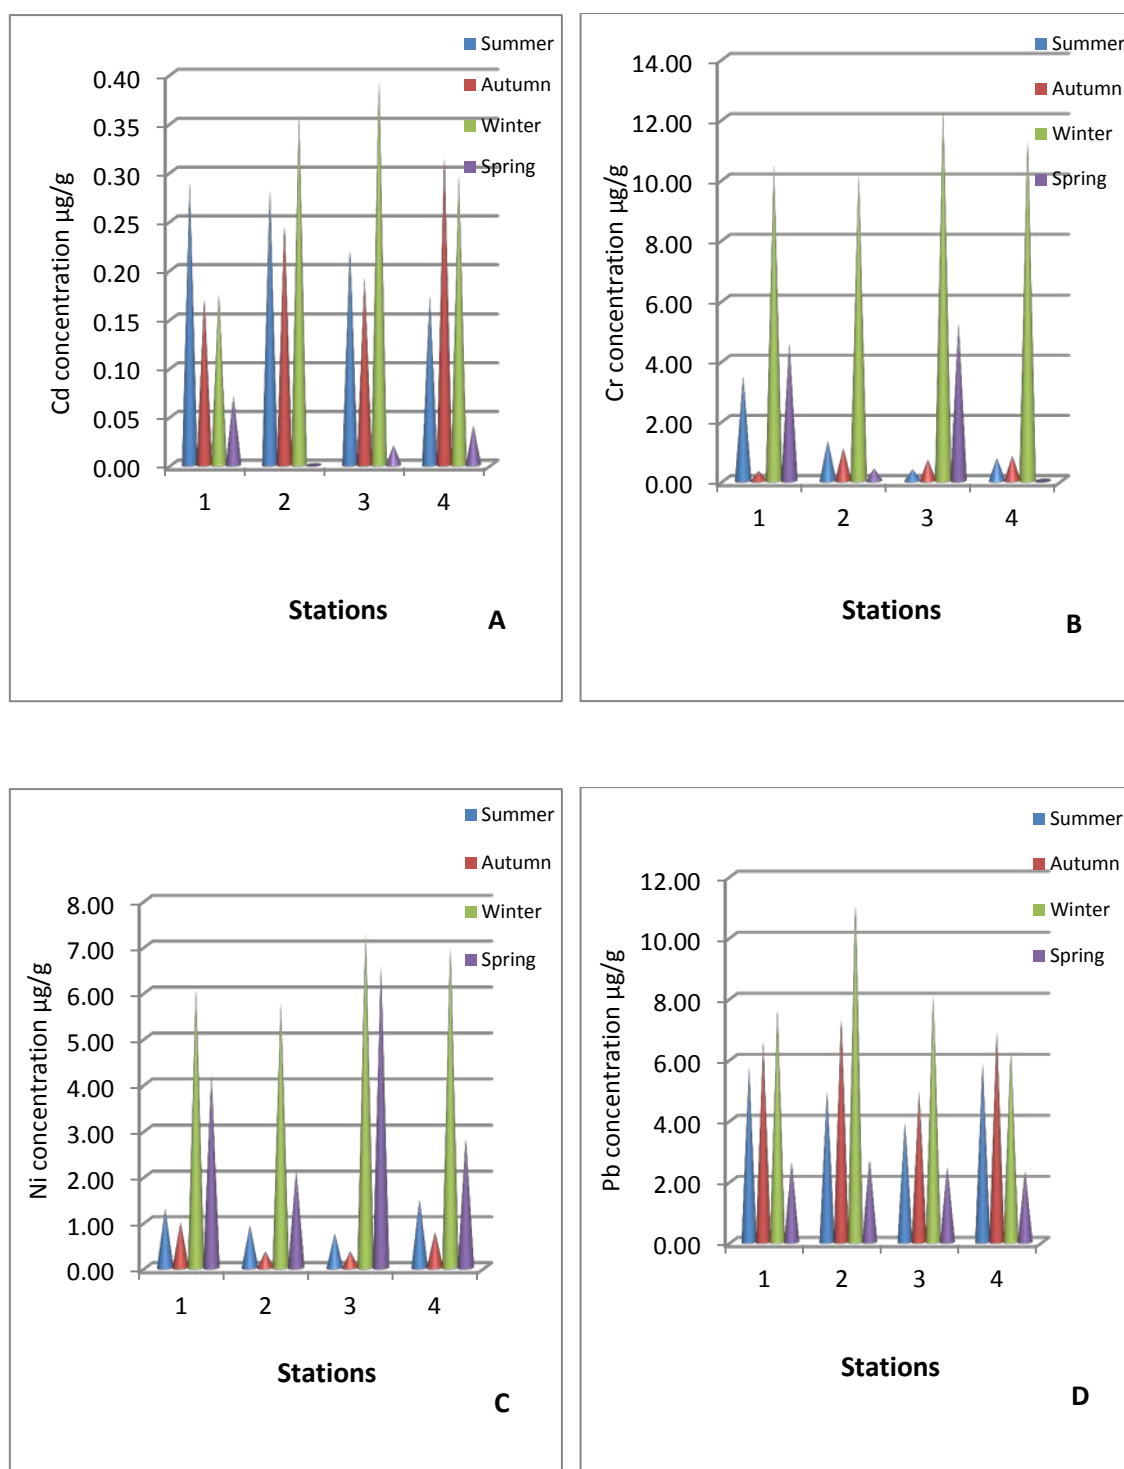 Summer
Autumn
Winter
Spring
0.40
0.35
0.30
0.25
0.20
0.15
0.10
0.05
0.00
Cd concentration µg/g
1 2 3 4
Stations
A
Summer
Autumn
Winter
Spring
14.00
12.00
10.00
8.00
6.00
4.00
2.00
0.00
Cr concentration µg/g
1 2 3 4
Stations
B
Summer
Autumn
Winter
Spring
8.00
7.00
6.00
5.00
4.00
3.00
2.00
1.00
0.00
Ni concentration µg/g
1 2 3 4
Stations
C
Summer
Autumn
Winter
Spring
12.00
10.00
8.00
6.00
4.00
2.00
0.00
Pb concentration µg/g
1 2 3 4
Stations
D